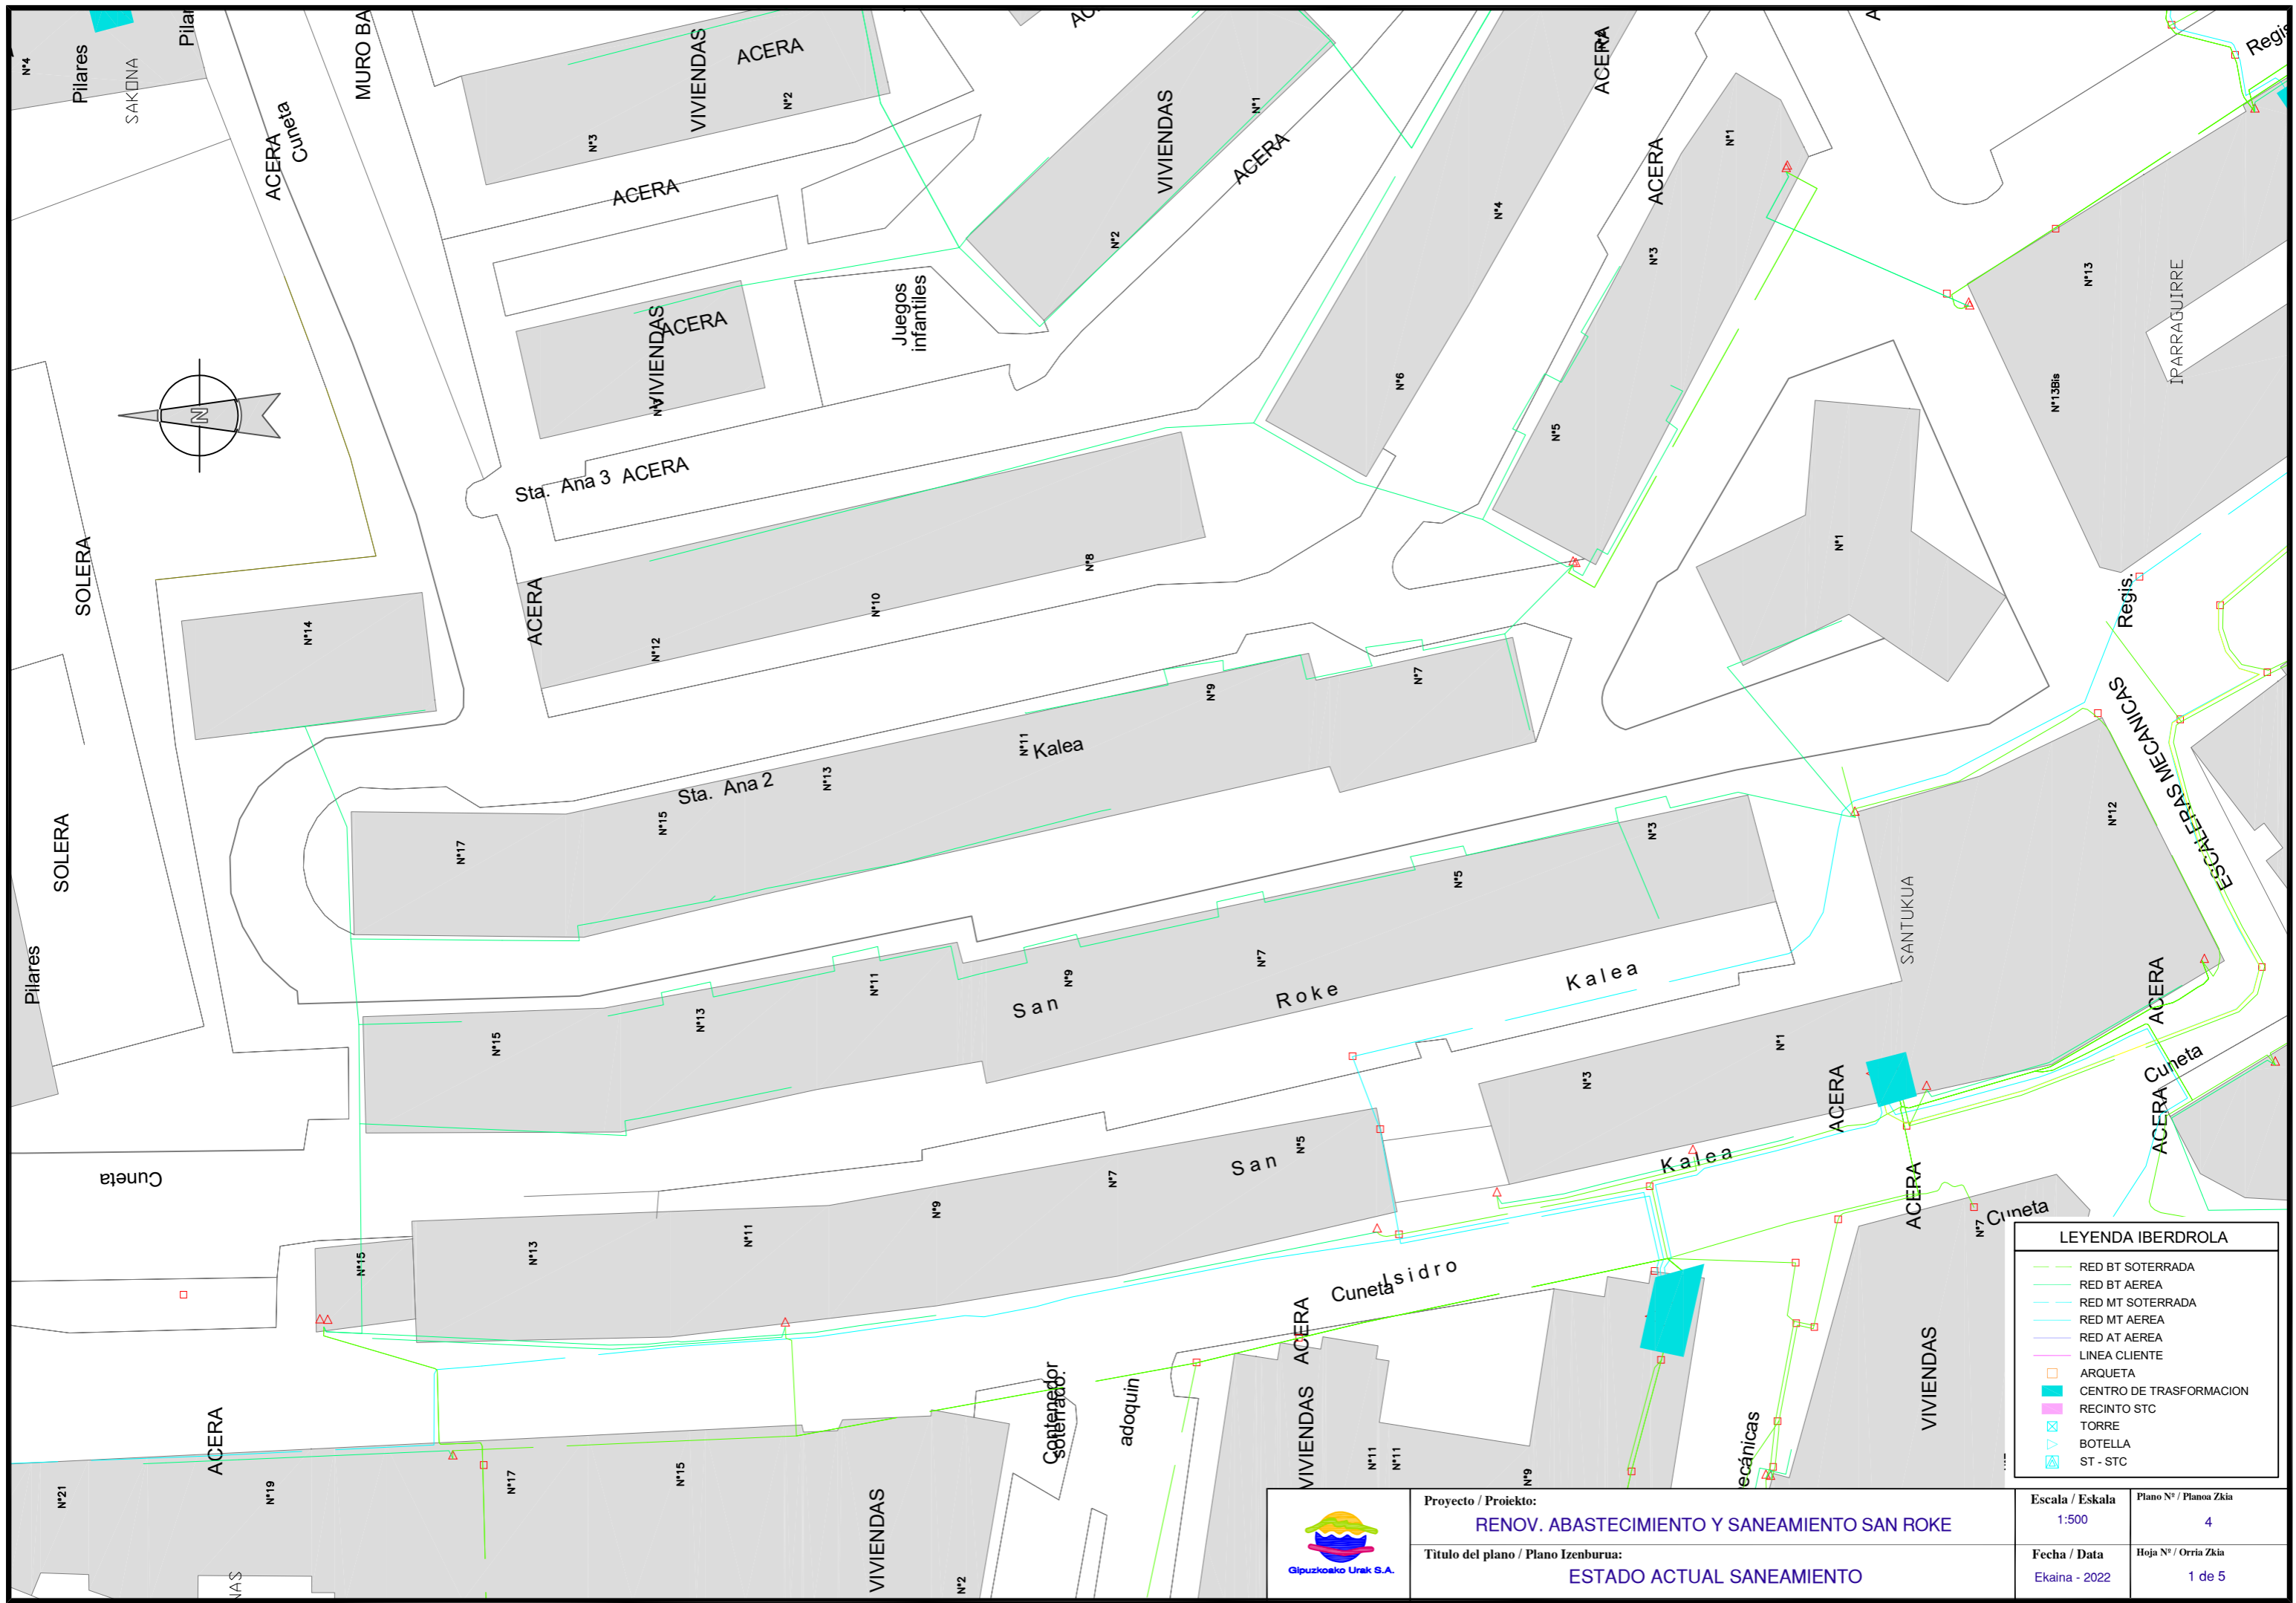 Nº4
Pilares
SAKONA
Pilar
Cuneta
ACERA
MURO BA
VIVIENDAS
ACERA
Nº2
Nº3
ACERA
VIVIENDAS
Nº1
Nº2
ACERA
ACERA
Nº4
Nº6
ACERA
Nº1
Nº3
Nº5
Regis
Nº13
IPARRAGUIRRE
Nº13Bis
Juegos
infantiles
VIVIENDAS
ACERA
N
Sta. Ana 3 ACERA
SOLERA
Nº14
ACERA
Nº12
Nº10
Nº8
Nº1
Regis.
ESCALERAS MECANICAS
Nº9
Nº7
Nº11
Kalea
Nº13
Sta. Ana 2
Nº15
Nº17
SOLERA
Nº3
Nº5
Nº12
SANTUKUA
Pilares
Nº7
Nº9
San Roke Kalea
Nº11
Nº13
Nº15
ACERA
Cuneta
ACERA
Nº1
Nº3
ACERA
Cuneta
San Isidro Kalea
Nº5
Nº7
Nº9
Nº11
Nº13
Nº15
ACERA
Cuneta
Nº7
Cuneta
ACERA
VIVIENDAS
Contenedor
soterrado.
adoquin
VIVIENDAS
Nº11
Nº11
Nº9
ecánicas
ACERA
Nº21
Nº19
Nº17
Nº15
VIVIENDAS
Nº2
NAS
LEYENDA IBERDROLA
RED BT SOTERRADA
RED BT AEREA
RED MT SOTERRADA
RED MT AEREA
RED AT AEREA
LINEA CLIENTE
ARQUETA
CENTRO DE TRASFORMACION
RECINTO STC
TORRE
BOTELLA
ST - STC
Gipuzkoako Urak S.A.
Proyecto / Proiekto:
RENOV. ABASTECIMIENTO Y SANEAMIENTO SAN ROKE
Titulo del plano / Plano Izenburua:
ESTADO ACTUAL SANEAMIENTO
Escala / Eskala
1:500
Plano Nº / Planoa Zkia
4
Fecha / Data
Ekaina - 2022
Hoja Nº / Orria Zkia
1 de 5